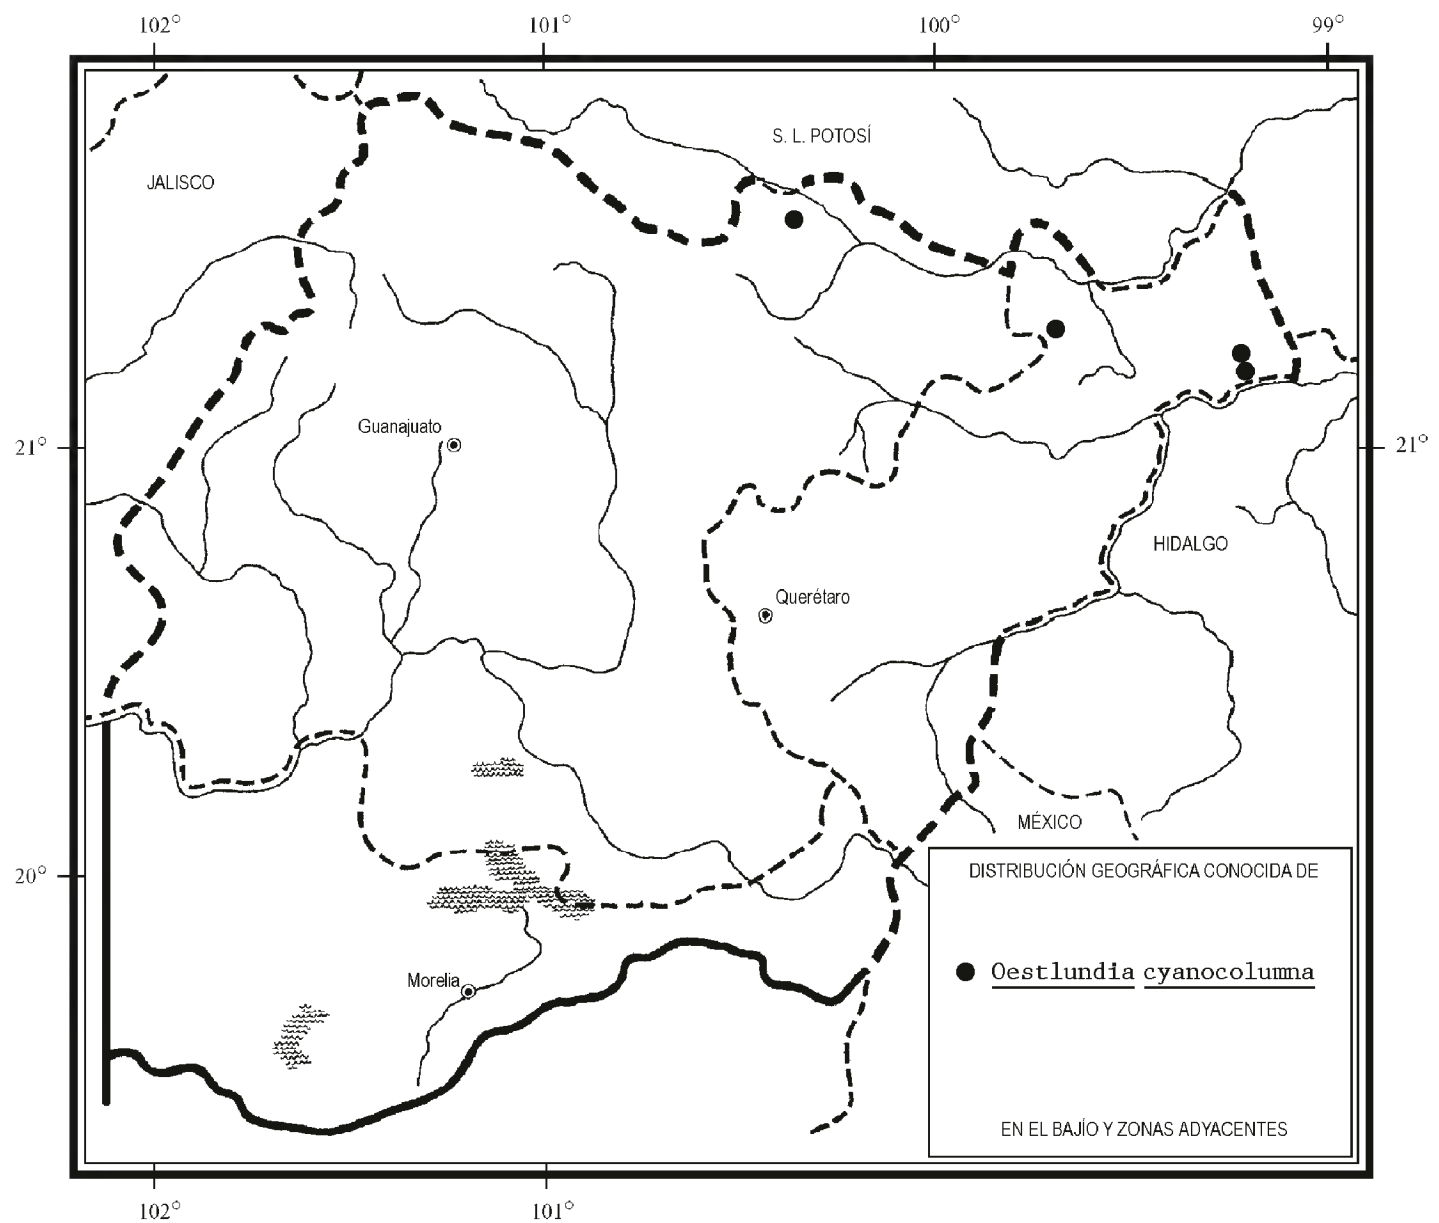 102° 101° 100° 99°
S. L. POTOSÍ
JALISCO
Guanajuato
21° 21°
HIDALGO
Querétaro
MÉXICO
20°
DISTRIBUCIÓN GEOGRÁFICA CONOCIDA DE
Oestlundia cyanocolumna
Morelia
EN EL BAJÍO Y ZONAS ADYACENTES
102° 101°